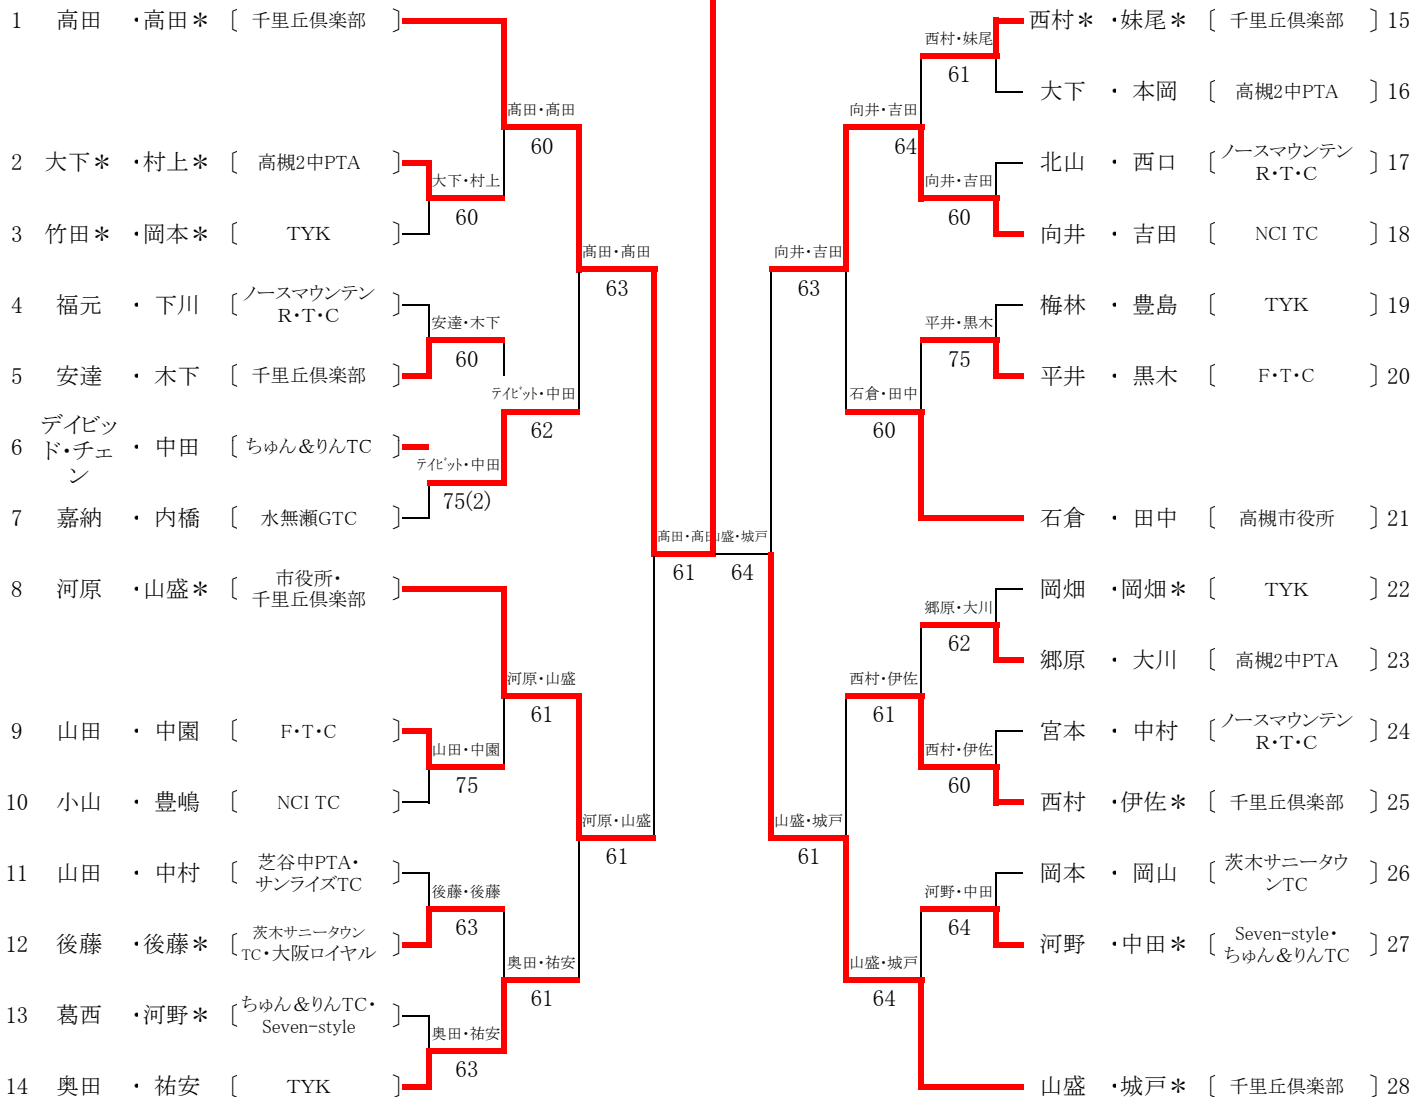 1 高田 ・高田＊ 〔 千里丘倶楽部 〕
2 大下＊ ・村上＊ 〔 高槻2中PTA 〕
3 竹田＊ ・岡本＊ 〔 TYK 〕
4 福元 ・ 下川 〔 ノースマウンテン
R・T・C 〕
5 安達 ・ 木下 〔 千里丘倶楽部 〕
6 デイビッ
ド・チェ
ン ・ 中田 〔 ちゅん&りんTC 〕
7 嘉納 ・ 内橋 〔 水無瀬GTC 〕
8 河原 ・山盛＊ 〔 市役所・
千里丘倶楽部 〕
9 山田 ・ 中園 〔 F・T・C 〕
10 小山 ・ 豊嶋 〔 NCI TC 〕
11 山田 ・ 中村 〔 芝谷中PTA・
サンライズTC 〕
12 後藤 ・後藤＊ 〔 茨木サニータウン
TC・大阪ロイヤル 〕
13 葛西 ・河野＊ 〔 ちゅん&りんTC・
Seven-style 〕
14 奥田 ・ 祐安 〔 TYK 〕
大下・村上
60
安達・木下
60
テイビット・中田
75(2)
山田・中園
75
後藤・後藤
63
奥田・祐安
63
髙田・髙田
60
テイビット・中田
62
河原・山盛
61
奥田・祐安
61
髙田・髙田
63
河原・山盛
61
髙田・髙田
61
山盛・城戸
64
向井・吉田
63
山盛・城戸
61
向井・吉田
64
石倉・田中
60
西村・伊佐
61
山盛・城戸
64
西村・妹尾
61
向井・吉田
60
平井・黒木
75
郷原・大川
62
西村・伊佐
60
河野・中田
64
西村＊ ・妹尾＊ 〔 千里丘倶楽部 〕 15
大下 ・ 本岡 〔 高槻2中PTA 〕 16
北山 ・ 西口 〔 ノースマウンテン
R・T・C 〕 17
向井 ・ 吉田 〔 NCI TC 〕 18
梅林 ・ 豊島 〔 TYK 〕 19
平井 ・ 黒木 〔 F・T・C 〕 20
石倉 ・ 田中 〔 高槻市役所 〕 21
岡畑 ・岡畑＊ 〔 TYK 〕 22
郷原 ・ 大川 〔 高槻2中PTA 〕 23
宮本 ・ 中村 〔 ノースマウンテン
R・T・C 〕 24
西村 ・伊佐＊ 〔 千里丘倶楽部 〕 25
岡本 ・ 岡山 〔 茨木サニータウ
ンTC 〕 26
河野 ・中田＊ 〔 Seven-style・
ちゅん&りんTC 〕 27
山盛 ・城戸＊ 〔 千里丘倶楽部 〕 28